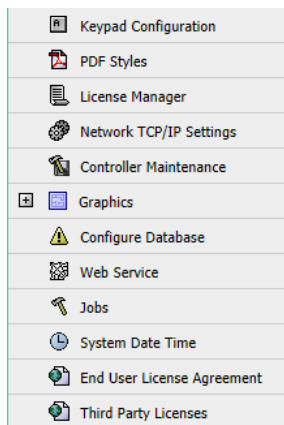 Keypad Configuration
PDF Styles
License Manager
Network TCP/IP Settings
Controller Maintenance
Graphics
Configure Database
Web Service
Jobs
System Date Time
End User License Agreement
Third Party Licenses